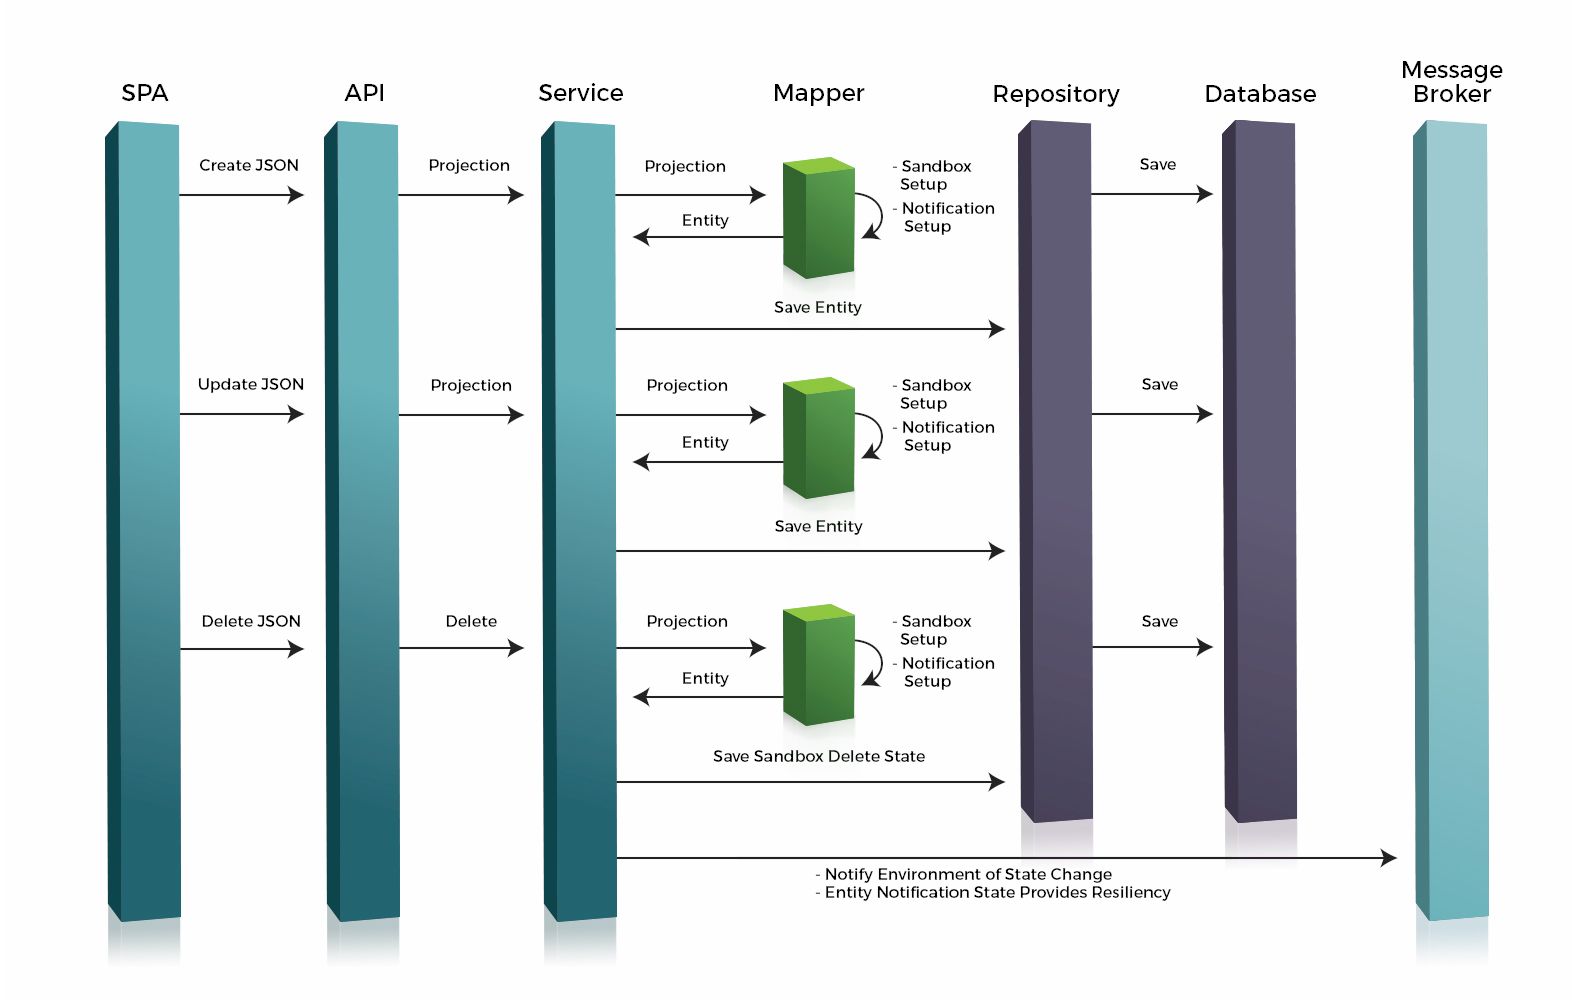 SPA
API
Service
Mapper
Repository
Database
Message
Broker
Create JSON
Projection
Projection
- Sandbox
Setup
- Notification
Setup
Entity
Save
Save Entity
Update JSON
Projection
Projection
- Sandbox
Setup
- Notification
Setup
Entity
Save
Save Entity
Delete JSON
Delete
Projection
- Sandbox
Setup
- Notification
Setup
Entity
Save
Save Sandbox Delete State
- Notify Environment of State Change
- Entity Notification State Provides Resiliency